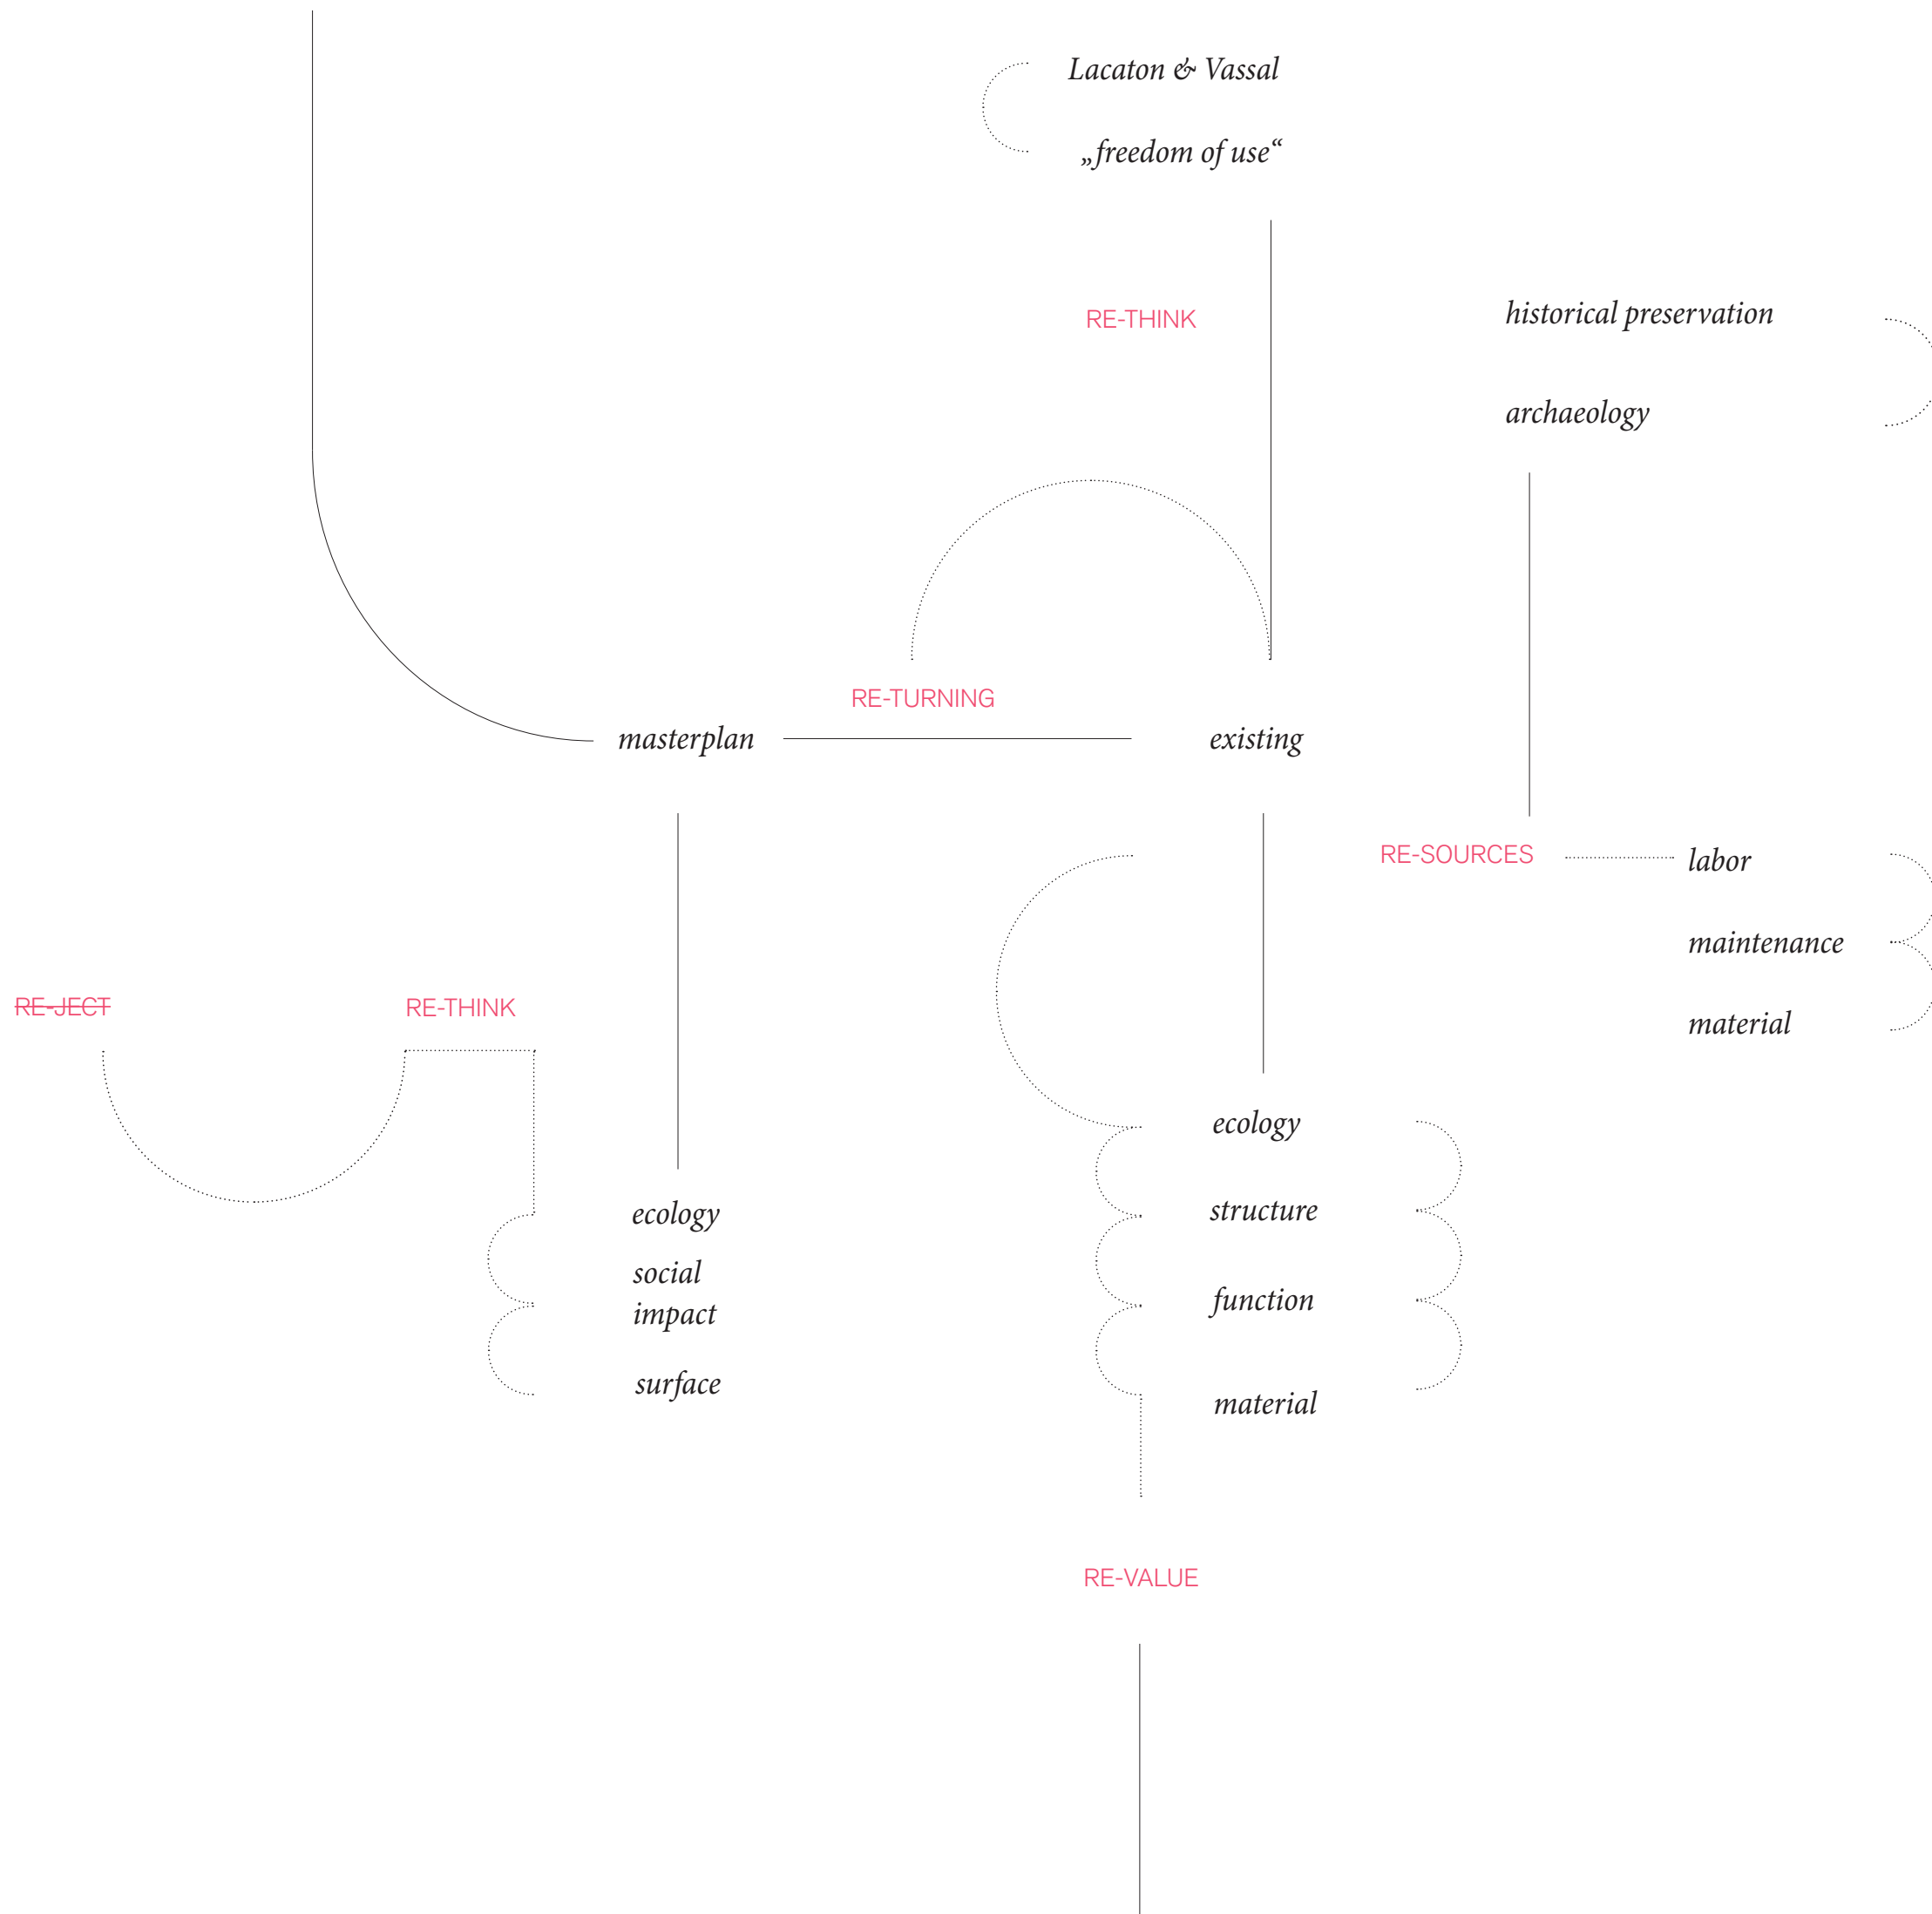 Lacaton & Vassal
„freedom of use“
RE-THINK
historical preservation
archaeology
RE-TURNING
masterplan
existing
RE-SOURCES
labor
maintenance
material
RE-JECT
RE-THINK
ecology
social
impact
surface
ecology
structure
function
material
RE-VALUE